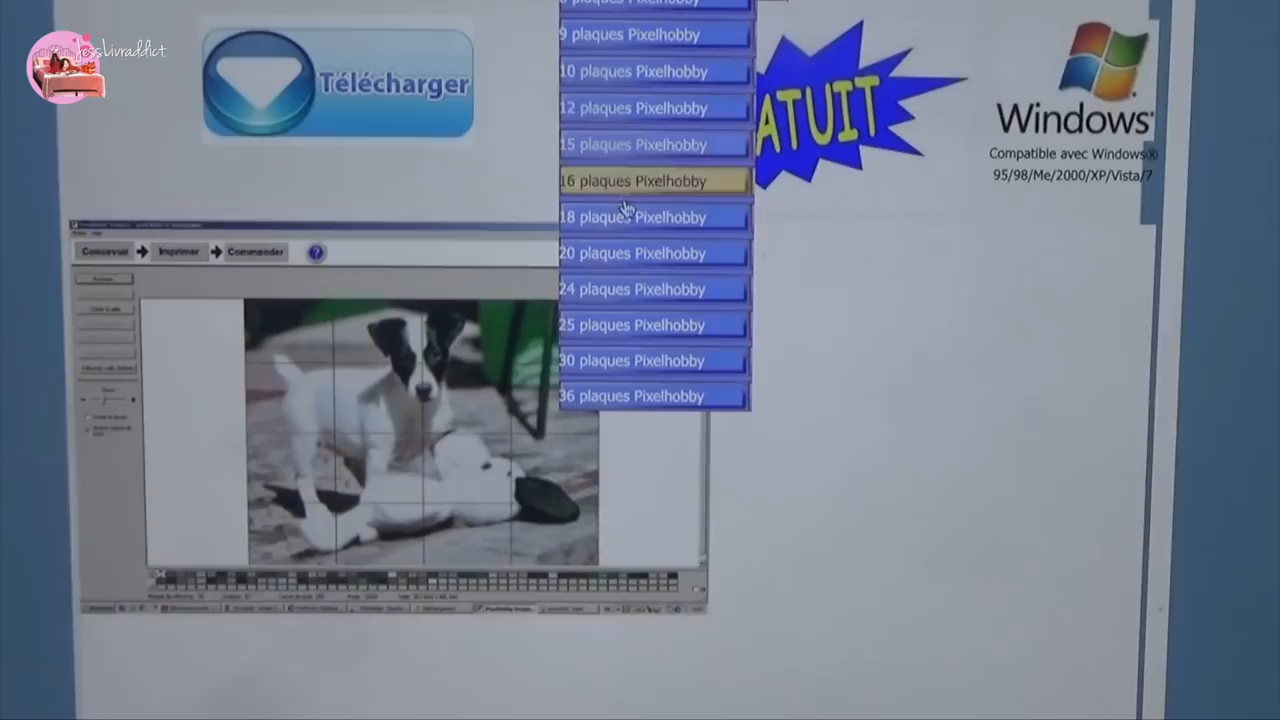 JessLivraddict
Télécharger
9 plaques Pixelhobby
10 plaques Pixelhobby
12 plaques Pixelhobby
15 plaques Pixelhobby
16 plaques Pixelhobby
18 plaques Pixelhobby
20 plaques Pixelhobby
24 plaques Pixelhobby
25 plaques Pixelhobby
30 plaques Pixelhobby
36 plaques Pixelhobby
ATUIT
Windows
Compatible avec Windows®
95/98/Me/2000/XP/Vista/7
Concevoir Imprimer Commander ?